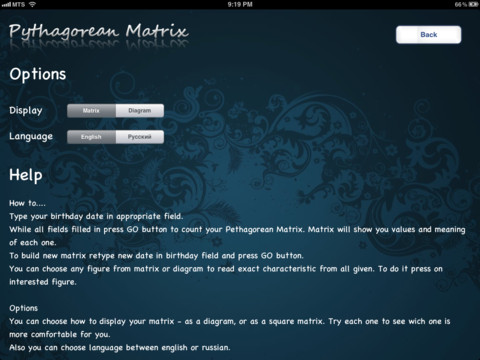 MTS 9:19 PM 66%
Pythagorean Matrix
Back
Options
Display Matrix Diagram
Language English Русский
Help
How to....
Type your birthday date in appropriate field.
While all fields filled in press GO button to count your Pethagorean Matrix. Matrix will show you values and meaning
of each one.
To build new matrix retype new date in birthday field and press GO button.
You can choose any figure from matrix or diagram to read exact characteristic from all given. To do it press on
interested figure.
Options
You can choose how to display your matrix - as a diagram, or as a square matrix. Try each one to see wich one is
more comfortable for you.
Also you can choose language between english or russian.